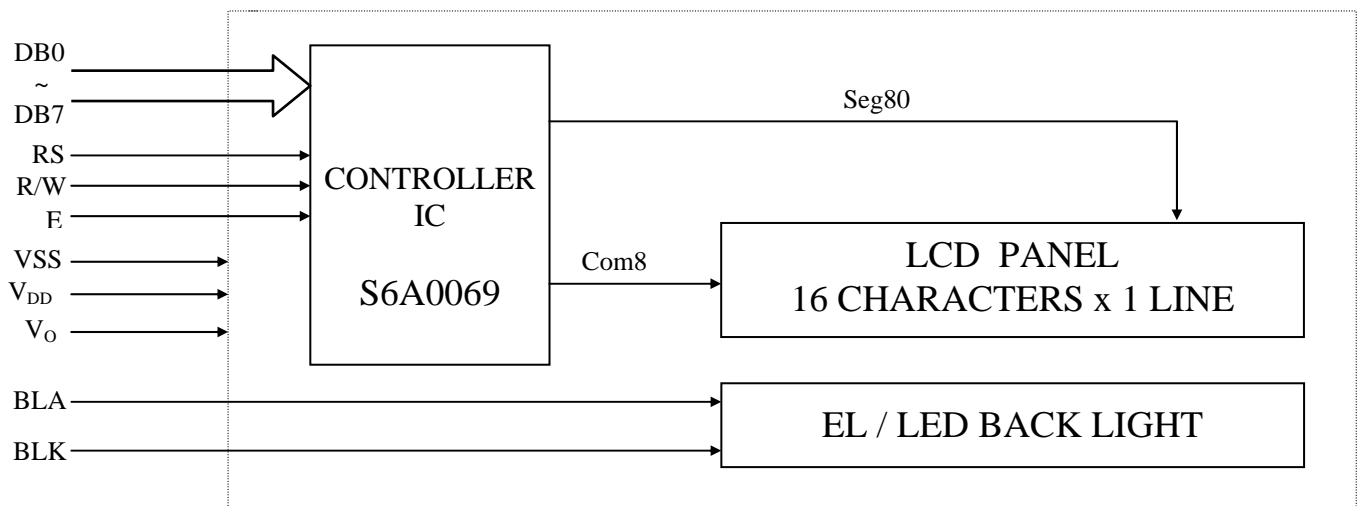 DB0
~
DB7
RS
R/W
E
VSS
VDD
VO
BLA
BLK
CONTROLLER
IC
S6A0069
Seg80
Com8
LCD PANEL
16 CHARACTERS x 1 LINE
EL / LED BACK LIGHT